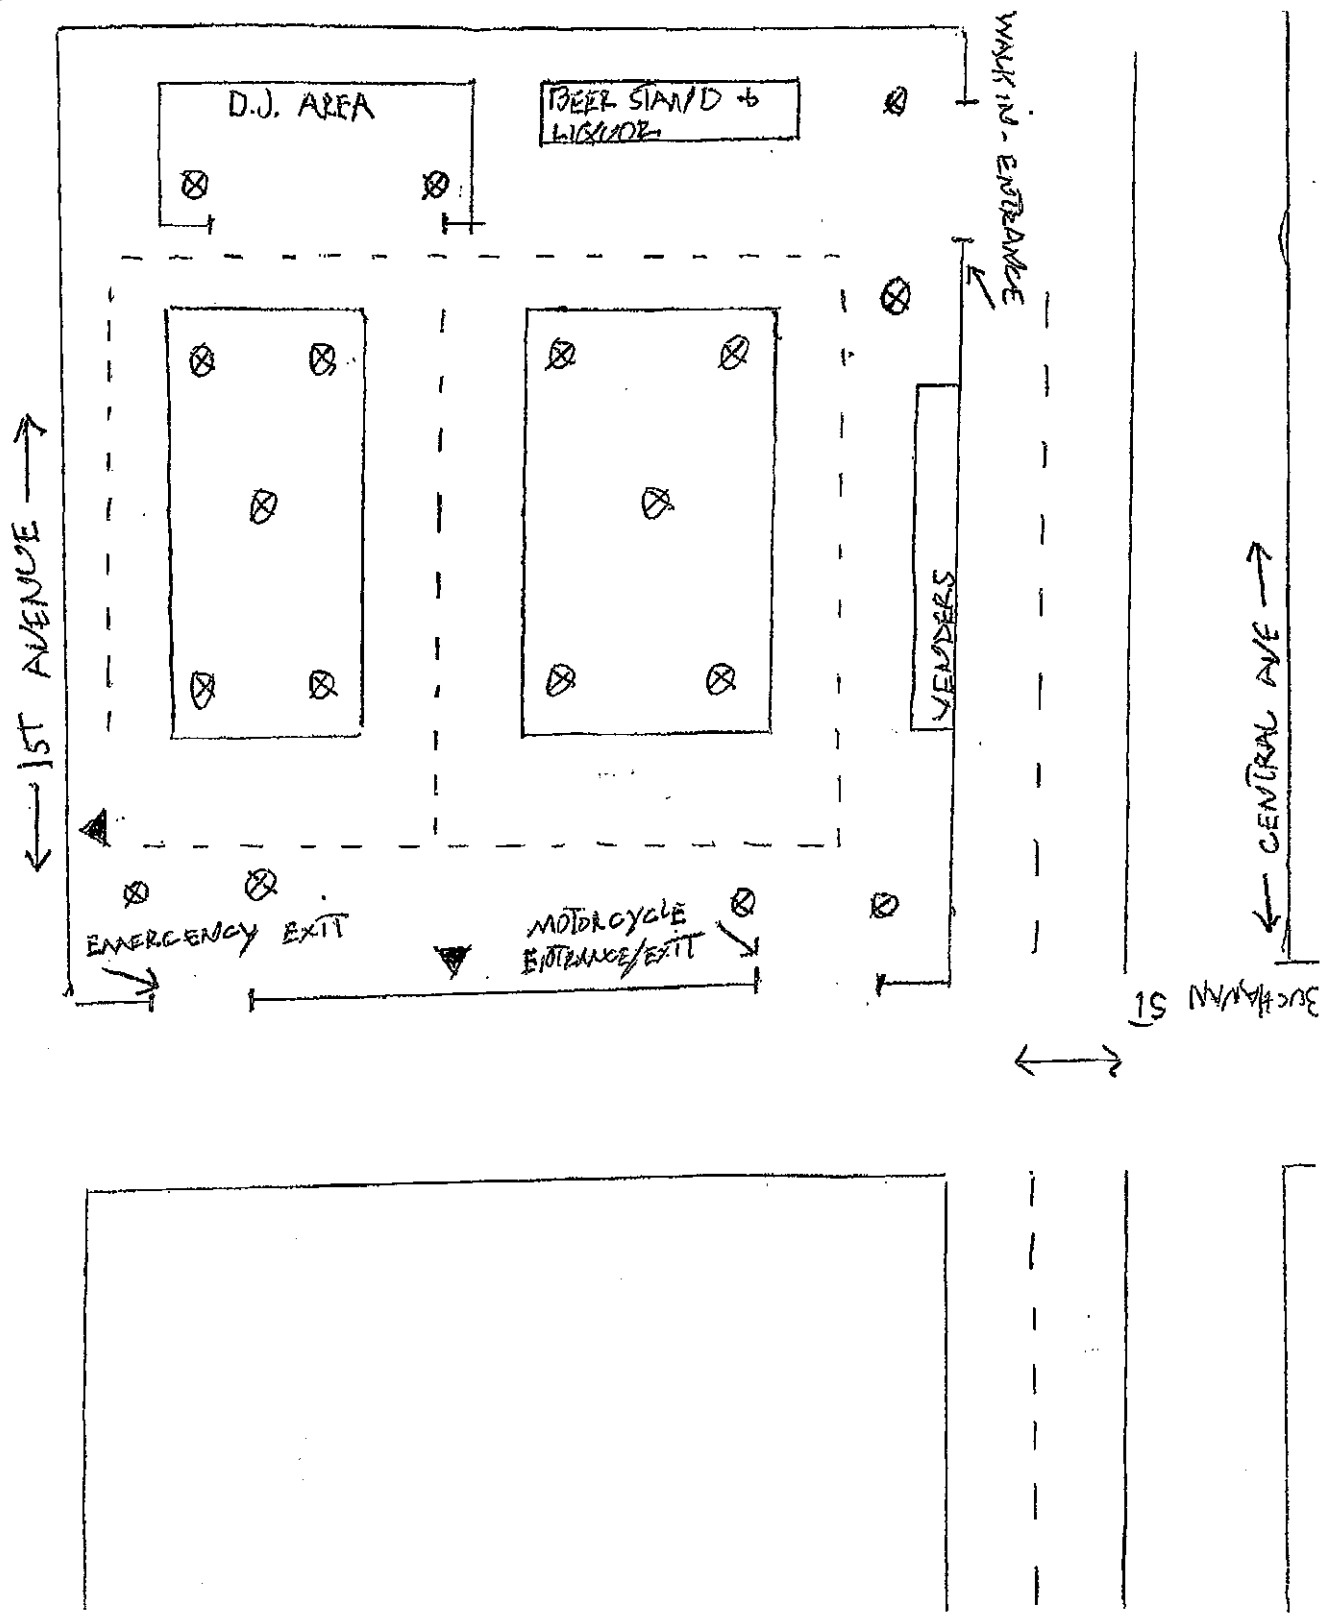 D.J. AREA
BEER STAND &
LIQUOR
WALK IN - ENTRANCE
← 1ST AVENUE →
VENDERS
← CENTRAL AVE →
EMERGENCY EXIT
MOTORCYCLE
ENTRANCE/EXIT
BUCHANAN ST